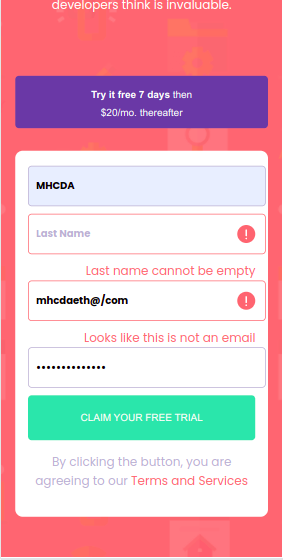 developers think is invaluable.
Try it free 7 days then
$20/mo. thereafter
MHCDA
Last Name
Last name cannot be empty
mhcdaeth@/com
Looks like this is not an email
••••••••••••••
CLAIM YOUR FREE TRIAL
By clicking the button, you are
agreeing to our Terms and Services